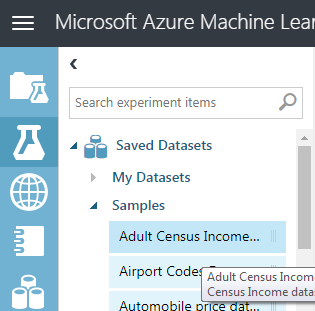 Microsoft Azure Machine Lear
Search experiment items
Saved Datasets
My Datasets
Samples
Adult Census Income...
Airport Codes
Adult Census Incom
Census Income data
Automobile price dat...